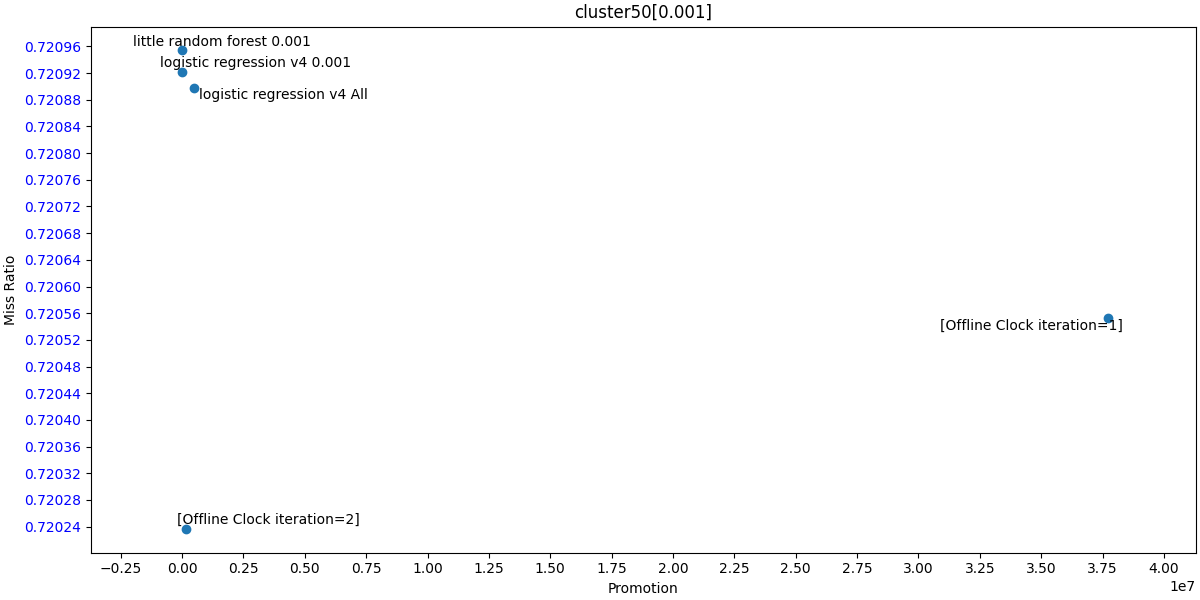 cluster50[0.001]
Miss Ratio
0.72096
0.72092
0.72088
0.72084
0.72080
0.72076
0.72072
0.72068
0.72064
0.72060
0.72056
0.72052
0.72048
0.72044
0.72040
0.72036
0.72032
0.72028
0.72024
little random forest 0.001
logistic regression v4 0.001
logistic regression v4 All
[Offline Clock iteration=1]
[Offline Clock iteration=2]
−0.25 0.00 0.25 0.50 0.75 1.00 1.25 1.50 1.75 2.00 2.25 2.50 2.75 3.00 3.25 3.50 3.75 4.00
1e7
Promotion